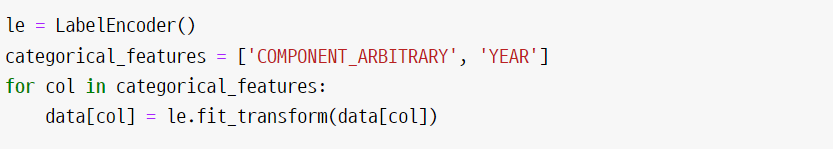 le = LabelEncoder()
categorical_features = ['COMPONENT_ARBITRARY', 'YEAR']
for col in categorical_features:
    data[col] = le.fit_transform(data[col])